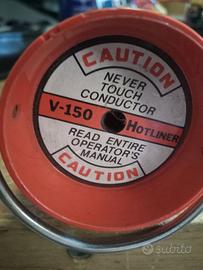 CAUTION
NEVER
TOUCH
CONDUCTOR
V-150 HOTLINER
READ ENTIRE
OPERATOR'S
MANUAL
CAUTION
subito